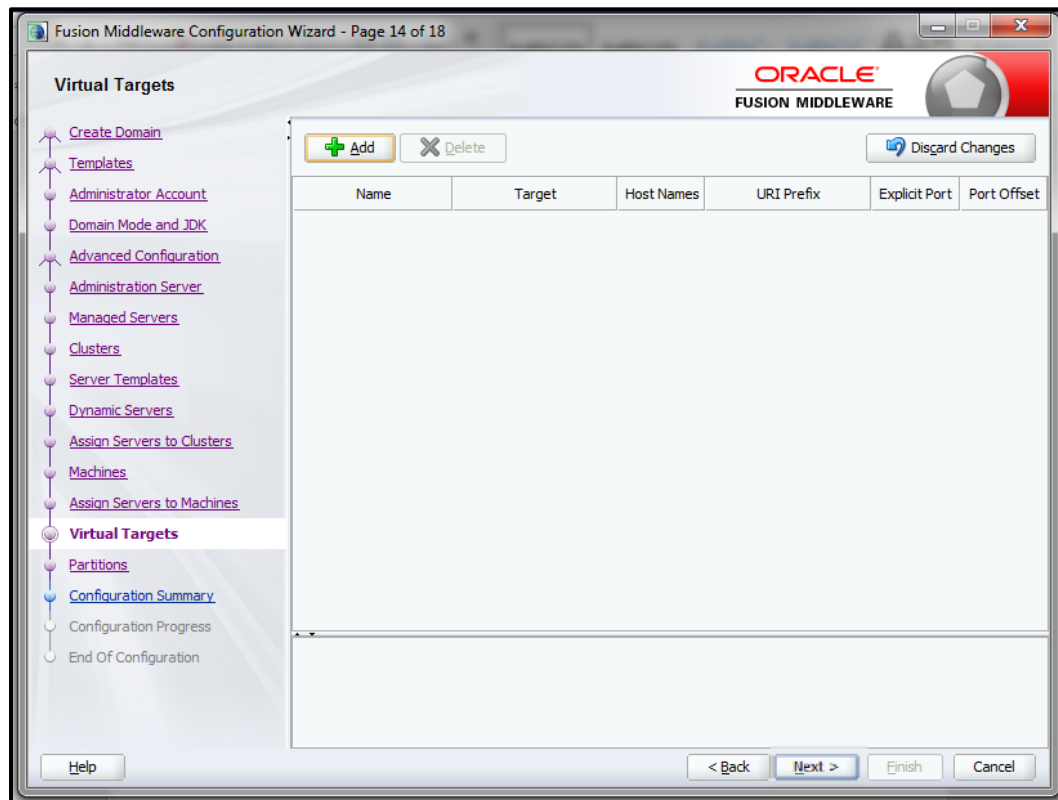 Fusion Middleware Configuration Wizard - Page 14 of 18
Virtual Targets
ORACLE
FUSION MIDDLEWARE
Create Domain
Templates
Administrator Account
Domain Mode and JDK
Advanced Configuration
Administration Server
Managed Servers
Clusters
Server Templates
Dynamic Servers
Assign Servers to Clusters
Machines
Assign Servers to Machines
Virtual Targets
Partitions
Configuration Summary
Configuration Progress
End Of Configuration
Add Delete Discard Changes
Name Target Host Names URI Prefix Explicit Port Port Offset
Help < Back Next > Finish Cancel